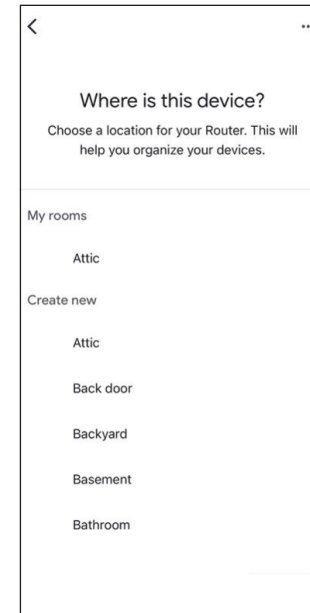 Where is this device?
Choose a location for your Router. This will
help you organize your devices.
My rooms
Attic
Create new
Attic
Back door
Backyard
Basement
Bathroom